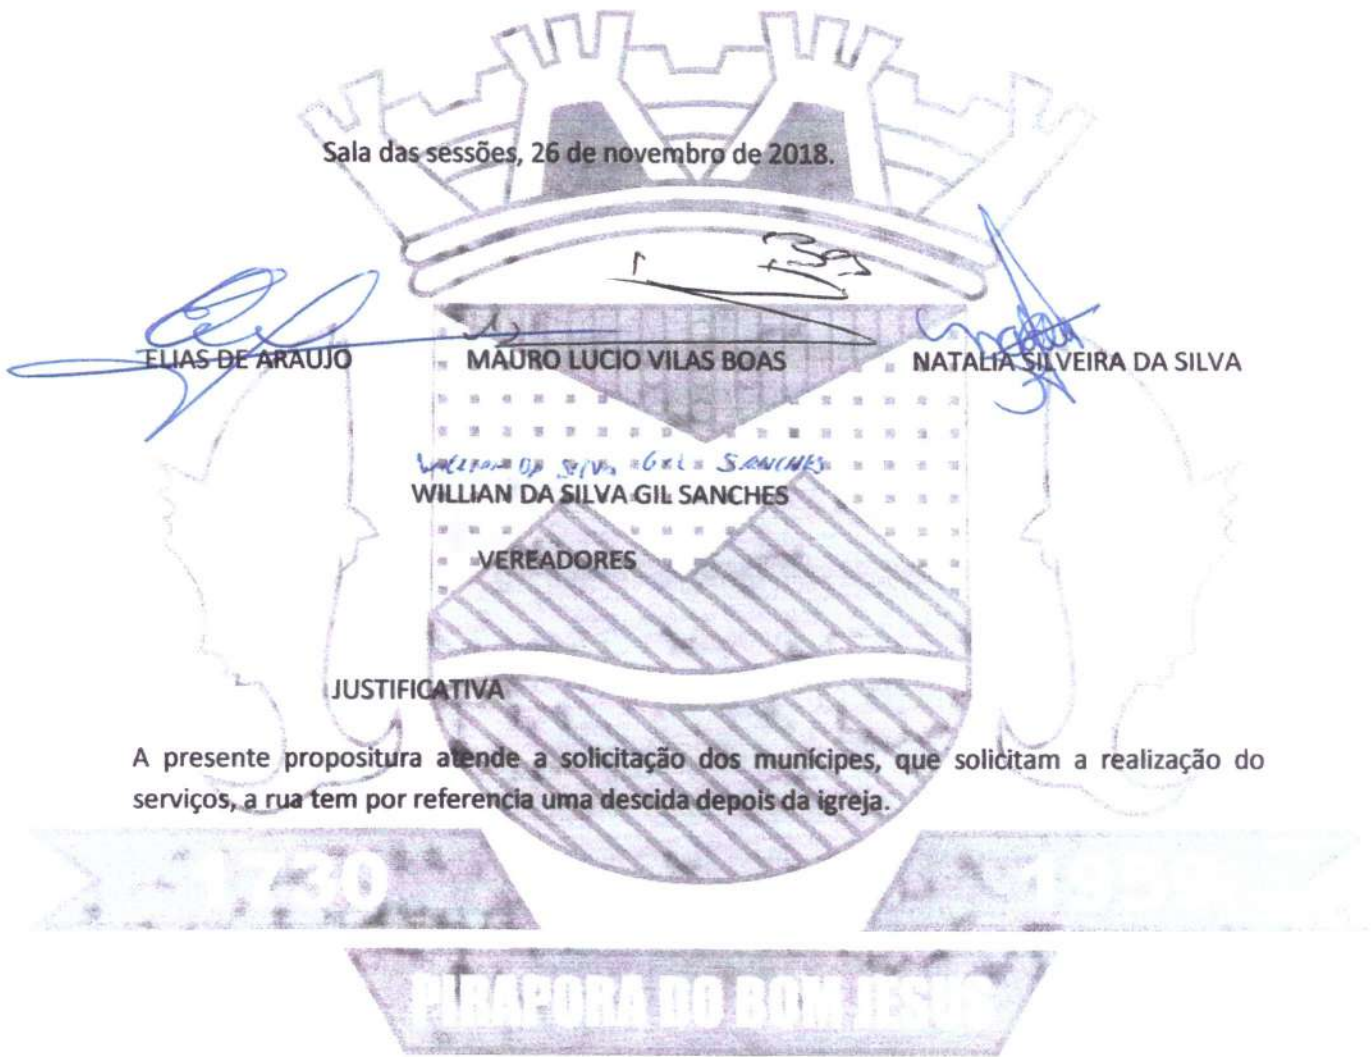 Sala das sessões, 26 de novembro de 2018.
ELIAS DE ARAUJO MAURO LUCIO VILAS BOAS NATALIA SILVEIRA DA SILVA
WILLIAN DA SILVA GIL SANCHES
WILLIAN DA SILVA GIL SANCHES
VEREADORES
JUSTIFICATIVA
A presente propositura atende a solicitação dos munícipes, que solicitam a realização do
serviços, a rua tem por referencia uma descida depois da igreja.
1730 1959
PIRAPORA DO BOM JESUS